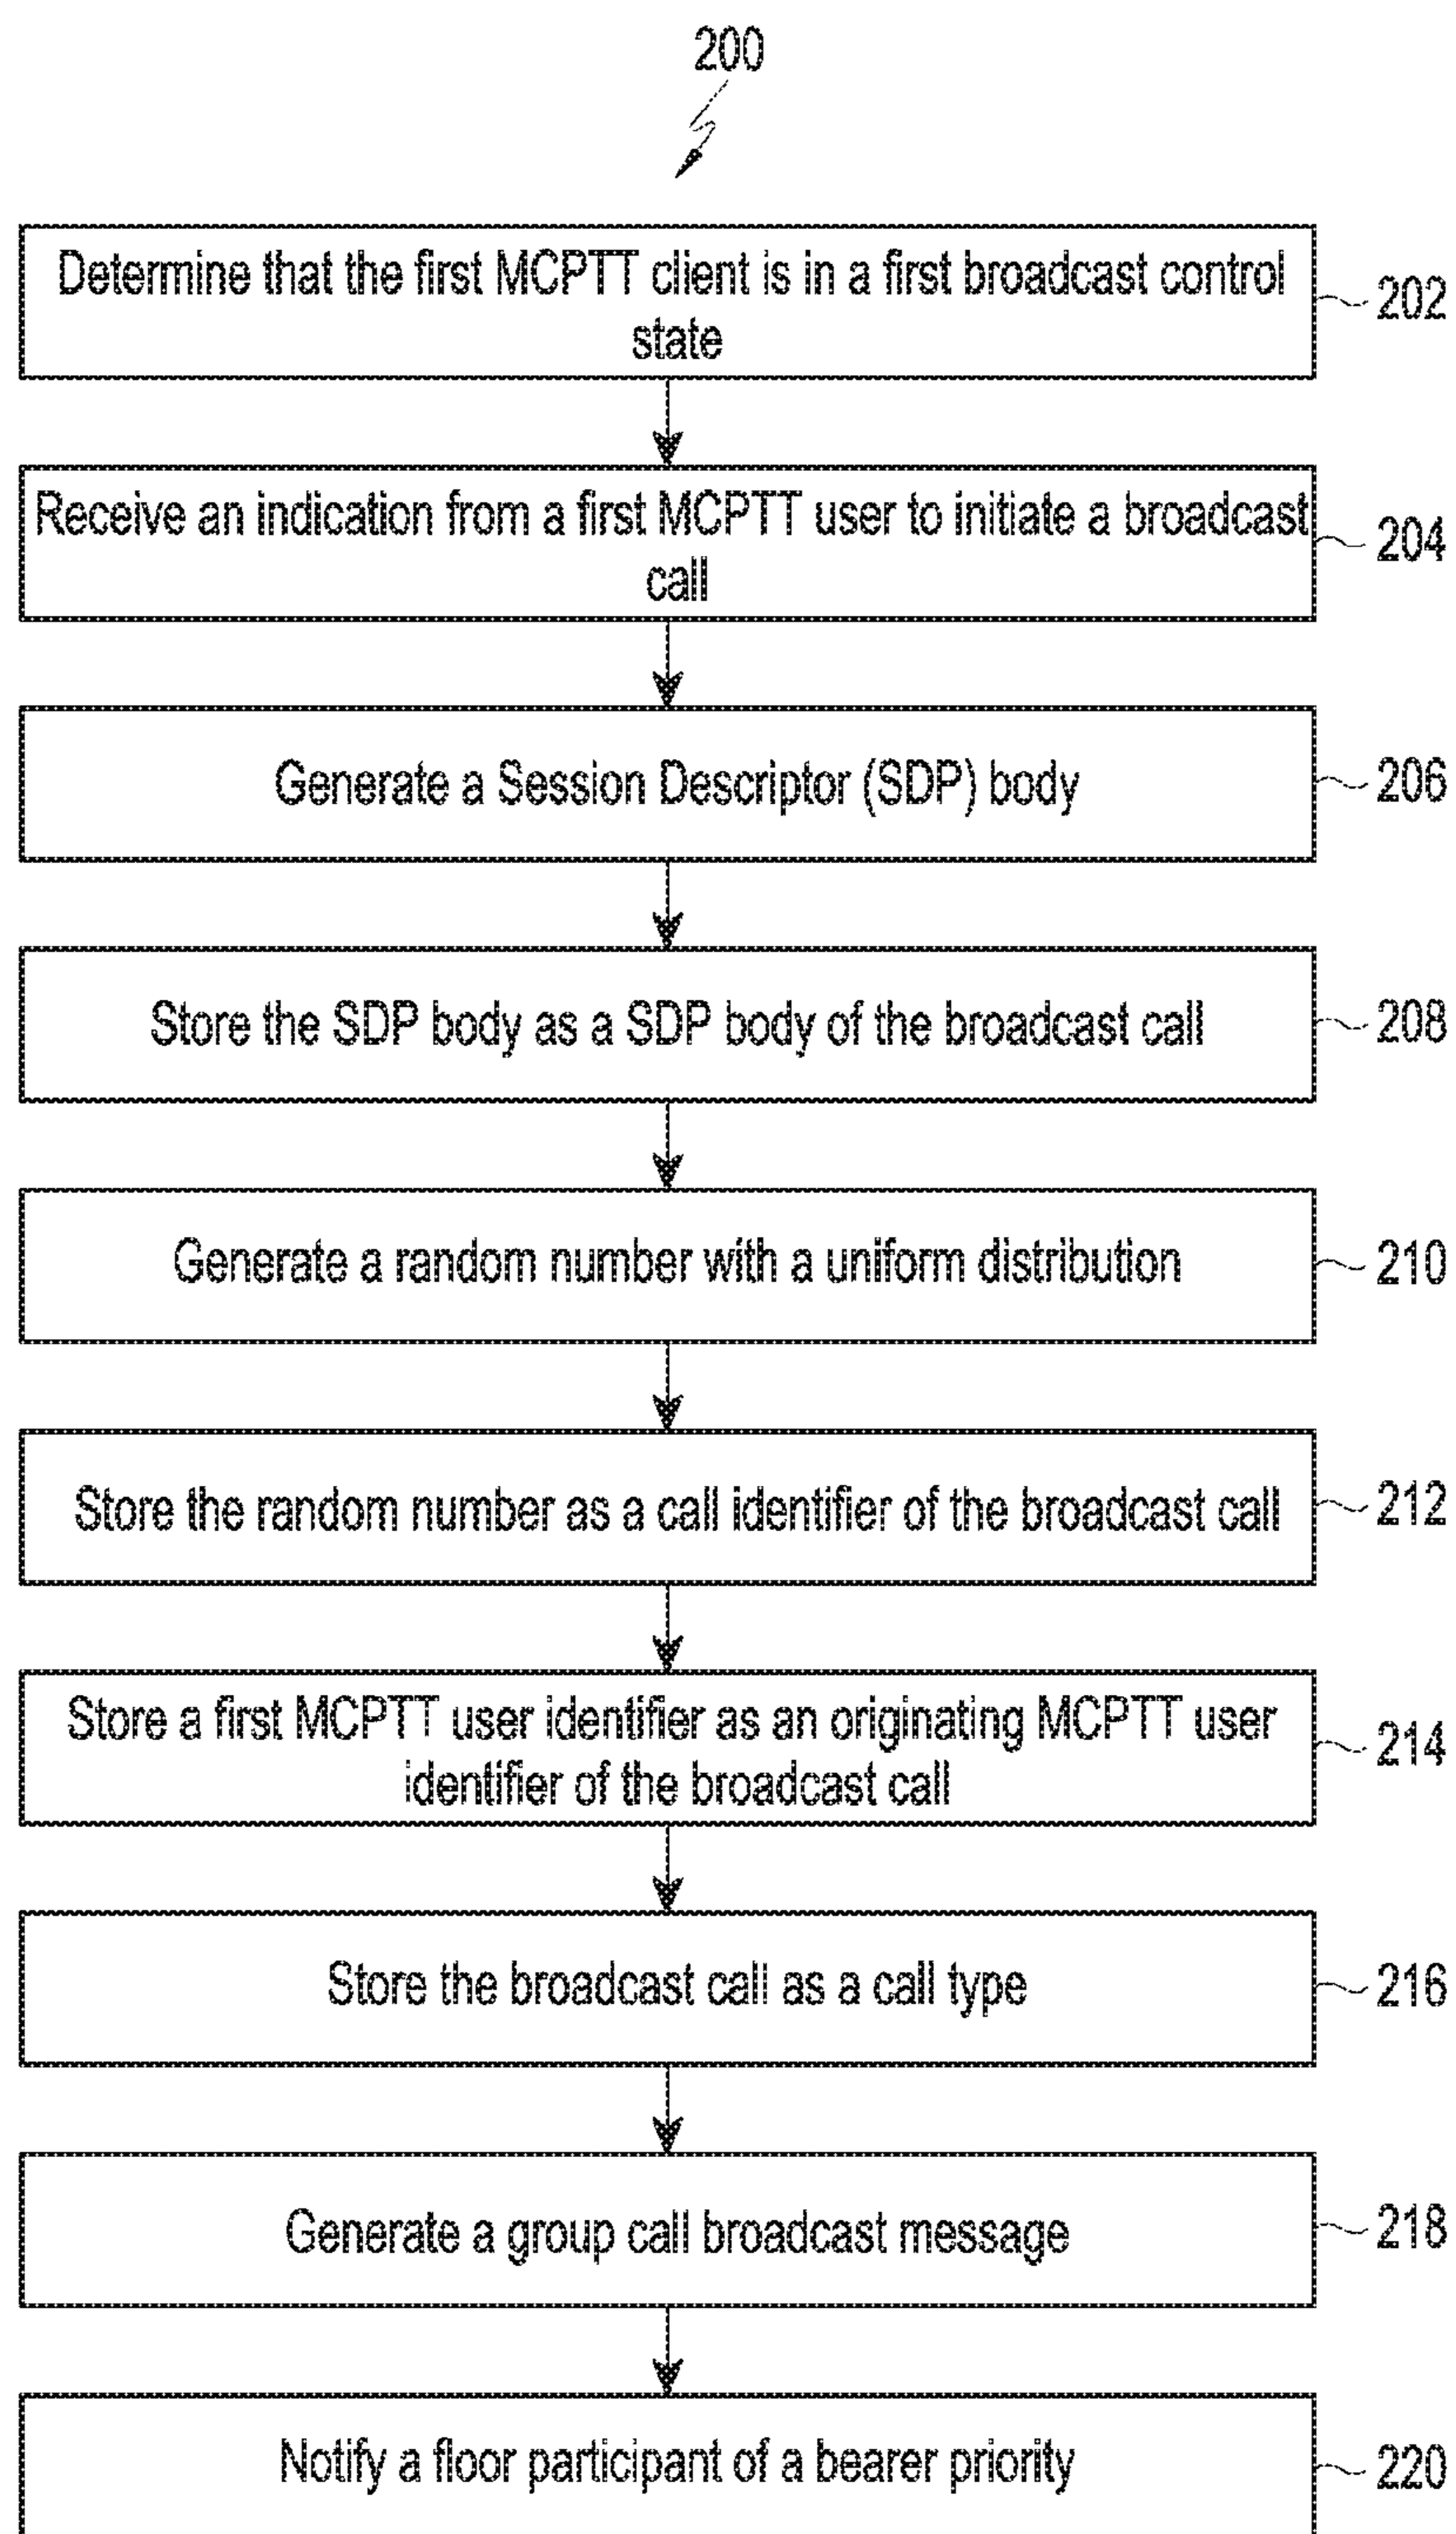 200
Determine that the first MCPTT client is in a first broadcast control
state
202
Receive an indication from a first MCPTT user to initiate a broadcast
call
204
Generate a Session Descriptor (SDP) body
206
Store the SDP body as a SDP body of the broadcast call
208
Generate a random number with a uniform distribution
210
Store the random number as a call identifier of the broadcast call
212
Store a first MCPTT user identifier as an originating MCPTT user
identifier of the broadcast call
214
Store the broadcast call as a call type
216
Generate a group call broadcast message
218
Notify a floor participant of a bearer priority
220